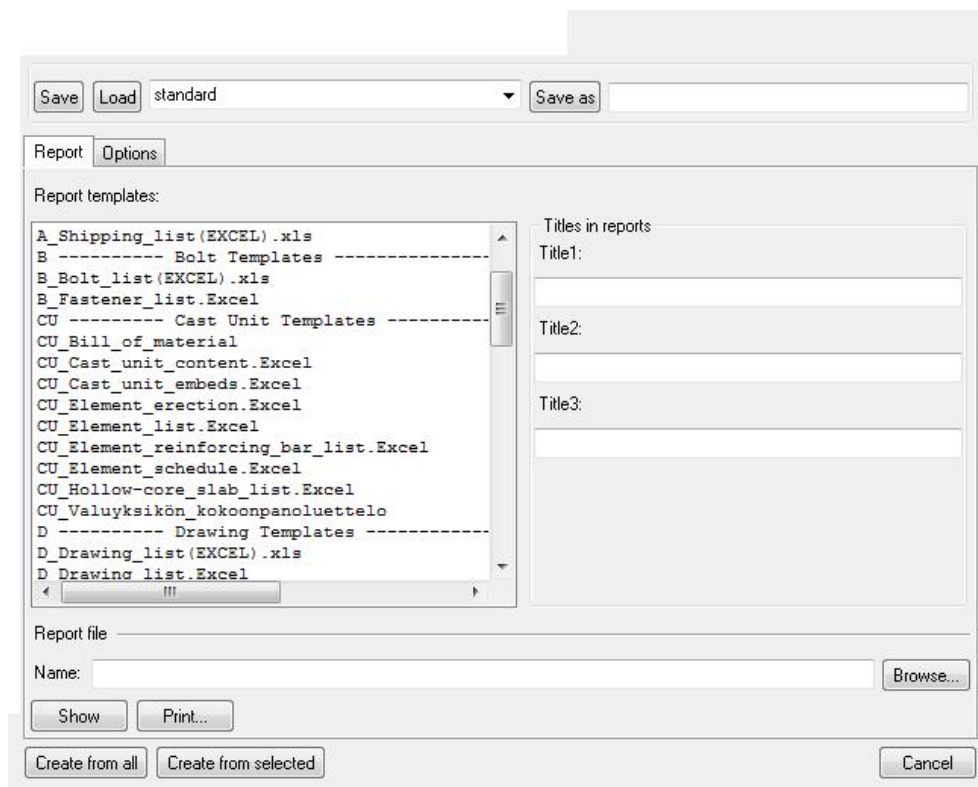 Save Load standard Save as
Report Options
Report templates:
A_Shipping_list(EXCEL).xls
B ---------- Bolt Templates ---------------
B_Bolt_list(EXCEL).xls
B_Fastener_list.Excel
CU --------- Cast Unit Templates ----------
CU_Bill_of_material
CU_Cast_unit_content.Excel
CU_Cast_unit_embeds.Excel
CU_Element_erection.Excel
CU_Element_list.Excel
CU_Element_reinforcing_bar_list.Excel
CU_Element_schedule.Excel
CU_Hollow-core_slab_list.Excel
CU_Valuyksikön_kokoonpanoluettelo
D ---------- Drawing Templates ------------
D_Drawing_list(EXCEL).xls
D_Drawing_list.Excel
Titles in reports
Title1:
Title2:
Title3:
Report file
Name: Browse...
Show Print...
Create from all Create from selected Cancel